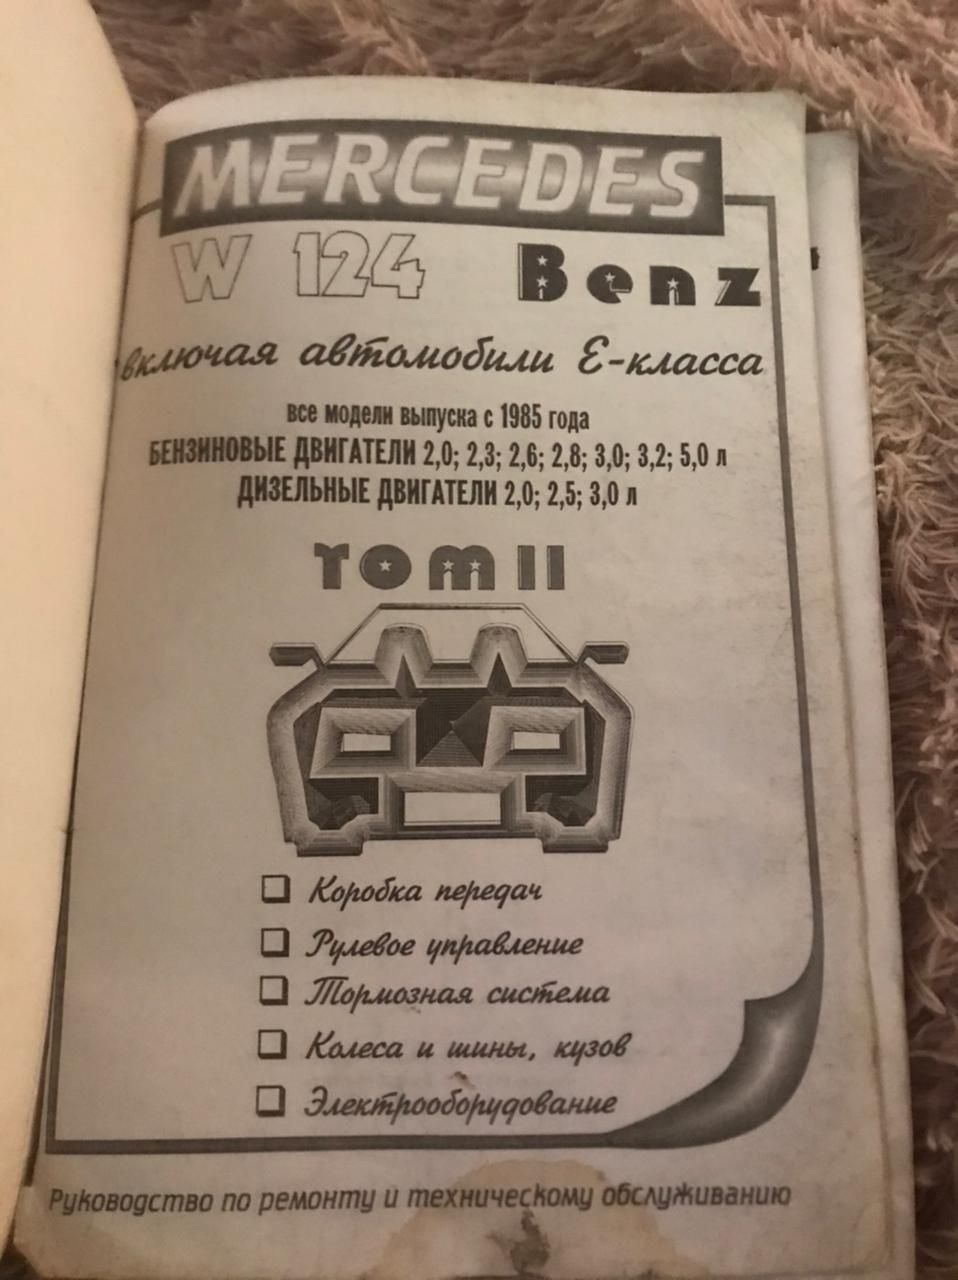 MERCEDES
W 124 Benz
включая автомобили Е-класса
все модели выпуска с 1985 года
БЕНЗИНОВЫЕ ДВИГАТЕЛИ 2,0; 2,3; 2,6; 2,8; 3,0; 3,2; 5,0 л
ДИЗЕЛЬНЫЕ ДВИГАТЕЛИ 2,0; 2,5; 3,0 л
ТОМ II
Коробка передач
Рулевое управление
Тормозная система
Колеса и шины, кузов
Электрооборудование
Руководство по ремонту и техническому обслуживанию